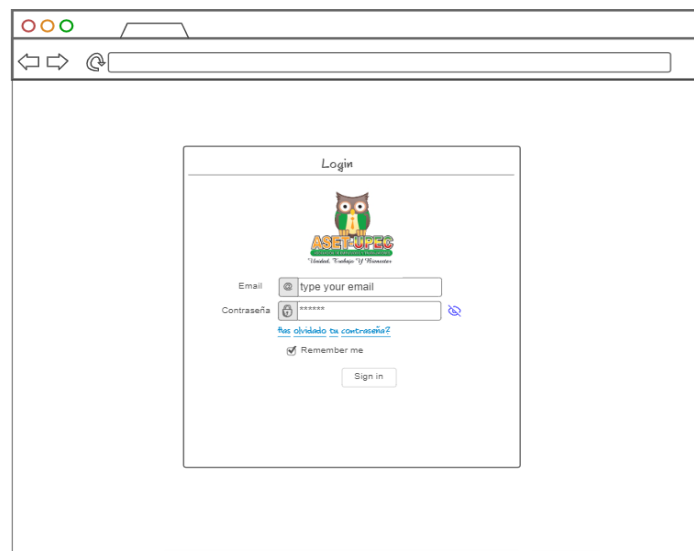 Login
ASET-UPEC
"Unidad, Trabajo Y Bienestar"
Email @ type your email
Contraseña ******
Has olvidado tu contraseña?
Remember me
Sign in